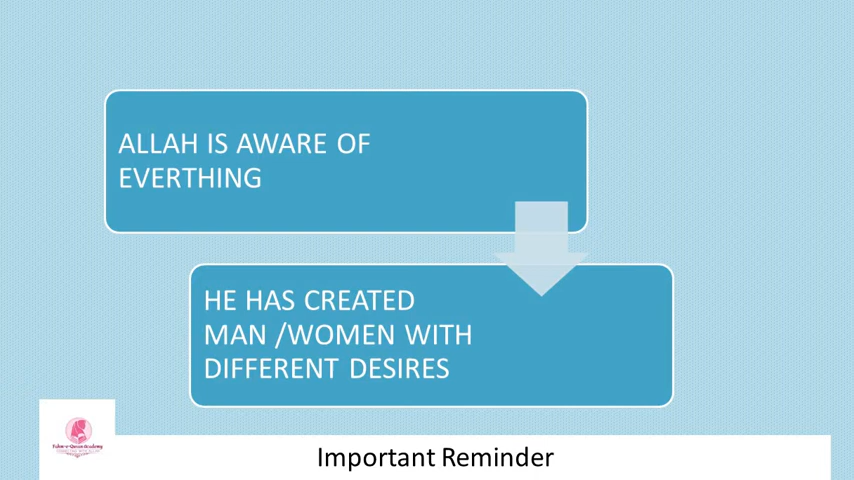 ALLAH IS AWARE OF
EVERTHING
HE HAS CREATED
MAN /WOMEN WITH
DIFFERENT DESIRES
Important Reminder